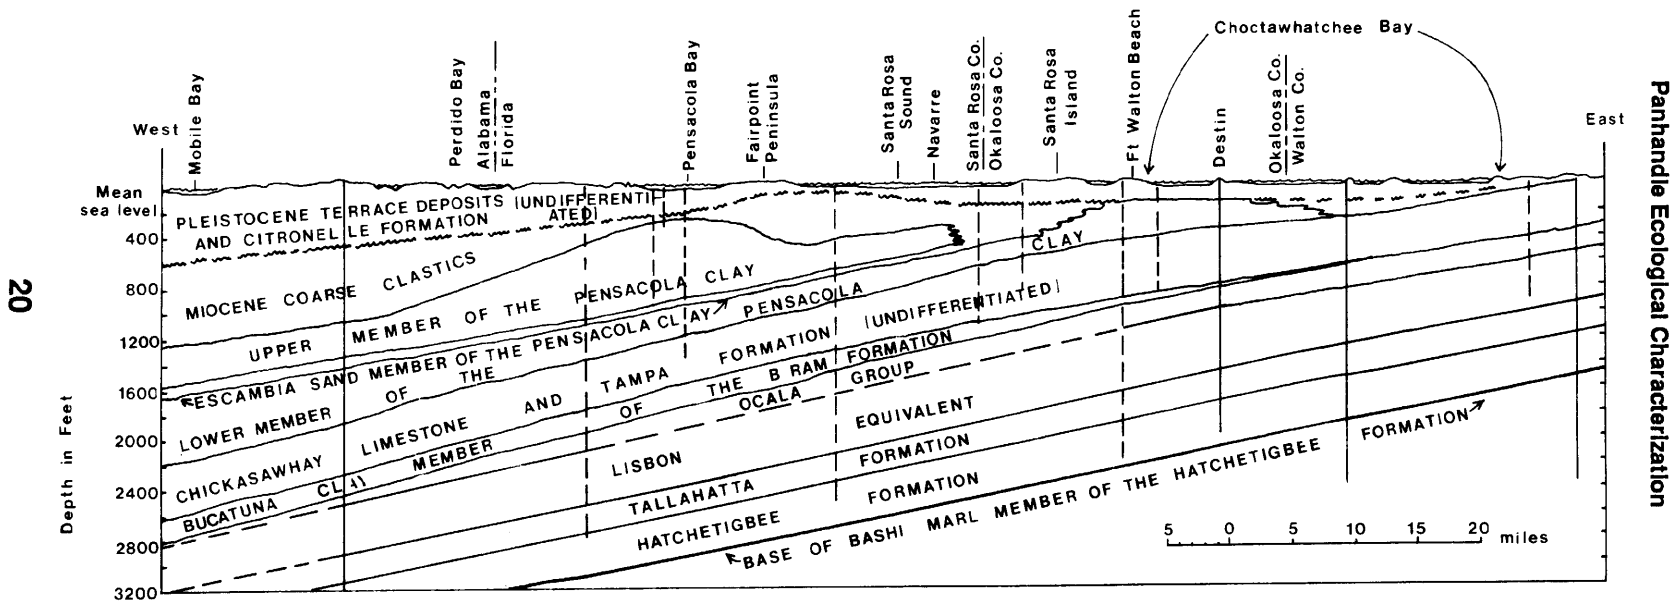 Panhandle Ecological Characterization
20
Choctawhatchee Bay
West
East
Mobile Bay
Perdido Bay
Alabama
Florida
Pensacola Bay
Fairpoint
Peninsula
Santa Rosa
Sound
Navarre
Santa Rosa Co.
Okaloosa Co.
Santa Rosa
Island
Ft Walton Beach
Destin
Okaloosa Co.
Walton Co.
Mean
sea level
400
800
1200
1600
2000
2400
2800
3200
Depth in Feet
PLEISTOCENE TERRACE DEPOSITS (UNDIFFERENTI
ATED)
AND CITRONELLE FORMATION
MIOCENE COARSE CLASTICS
UPPER MEMBER OF THE PENSACOLA CLAY
ESCAMBIA SAND MEMBER OF THE PENSACOLA CLAY
LOWER MEMBER OF THE PENSACOLA CLAY
CHICKASAWHAY LIMESTONE AND TAMPA FORMATION (UNDIFFERENTIATED)
BUCATUNA CLAY MEMBER OF THE B RAM FORMATION
OCALA GROUP
LISBON EQUIVALENT
TALLAHATTA FORMATION
HATCHETIGBEE FORMATION
BASE OF BASHI MARL MEMBER OF THE HATCHETIGBEE FORMATION
5 0 5 10 15 20 miles